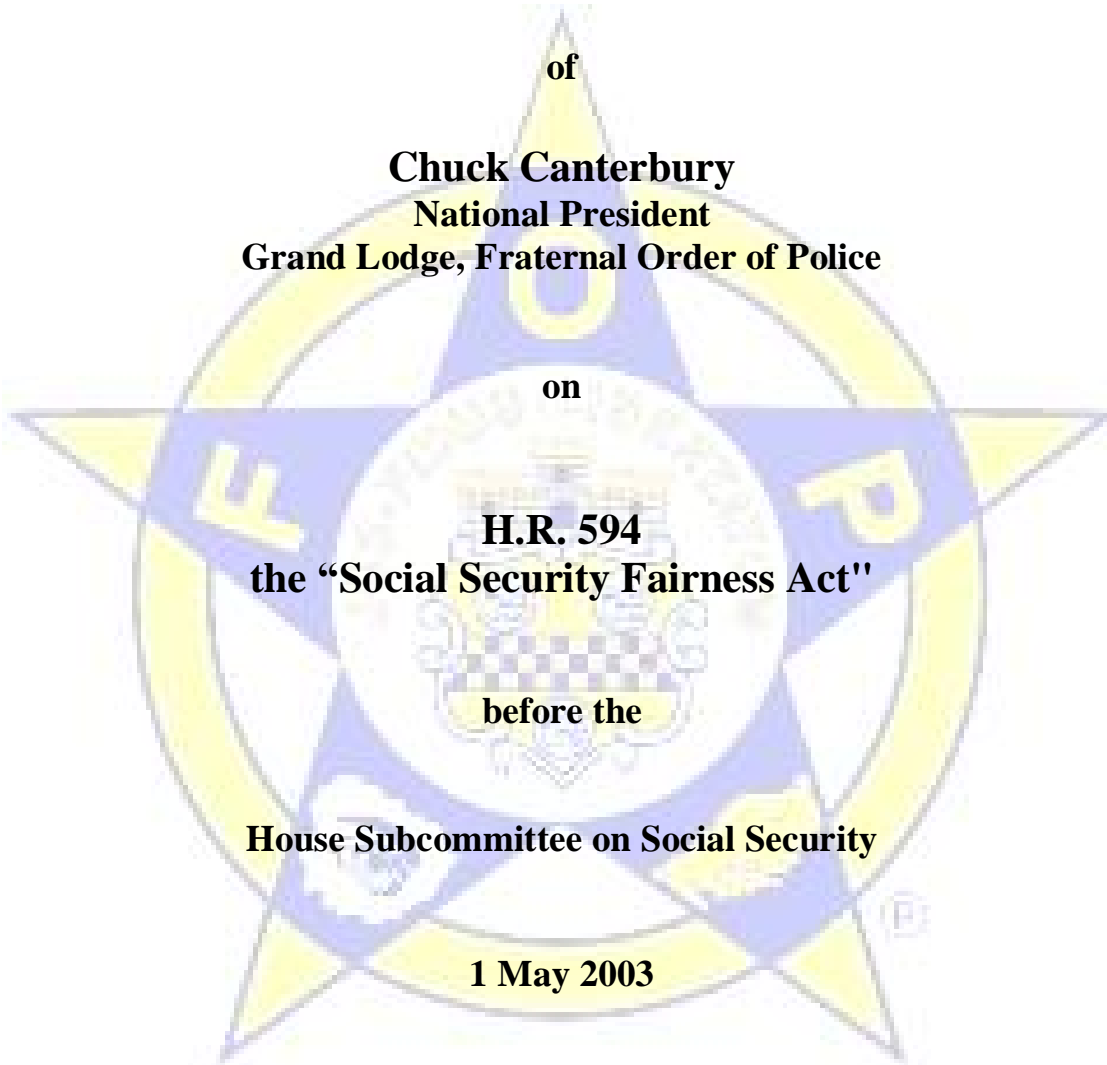 of
Chuck Canterbury
National President
Grand Lodge, Fraternal Order of Police
F O P
on
H.R. 594
the “Social Security Fairness Act"
before the
House Subcommittee on Social Security
1 May 2003